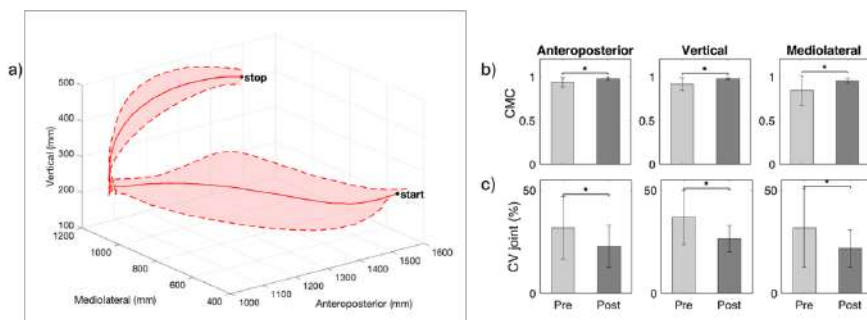 a)
500
400
300
200
100
Vertical (mm)
1200
1000
800
600
400
Mediolateral (mm)
1000
1100
1200
1300
1400
1500
1600
Anteroposterior (mm)
stop
start
b)
Anteroposterior
Vertical
Mediolateral
CMC
1
0.5
0
*
1
0.5
0
*
1
0.5
0
*
c)
CV joint (%)
50
0
*
Pre
Post
50
0
*
Pre
Post
50
0
*
Pre
Post